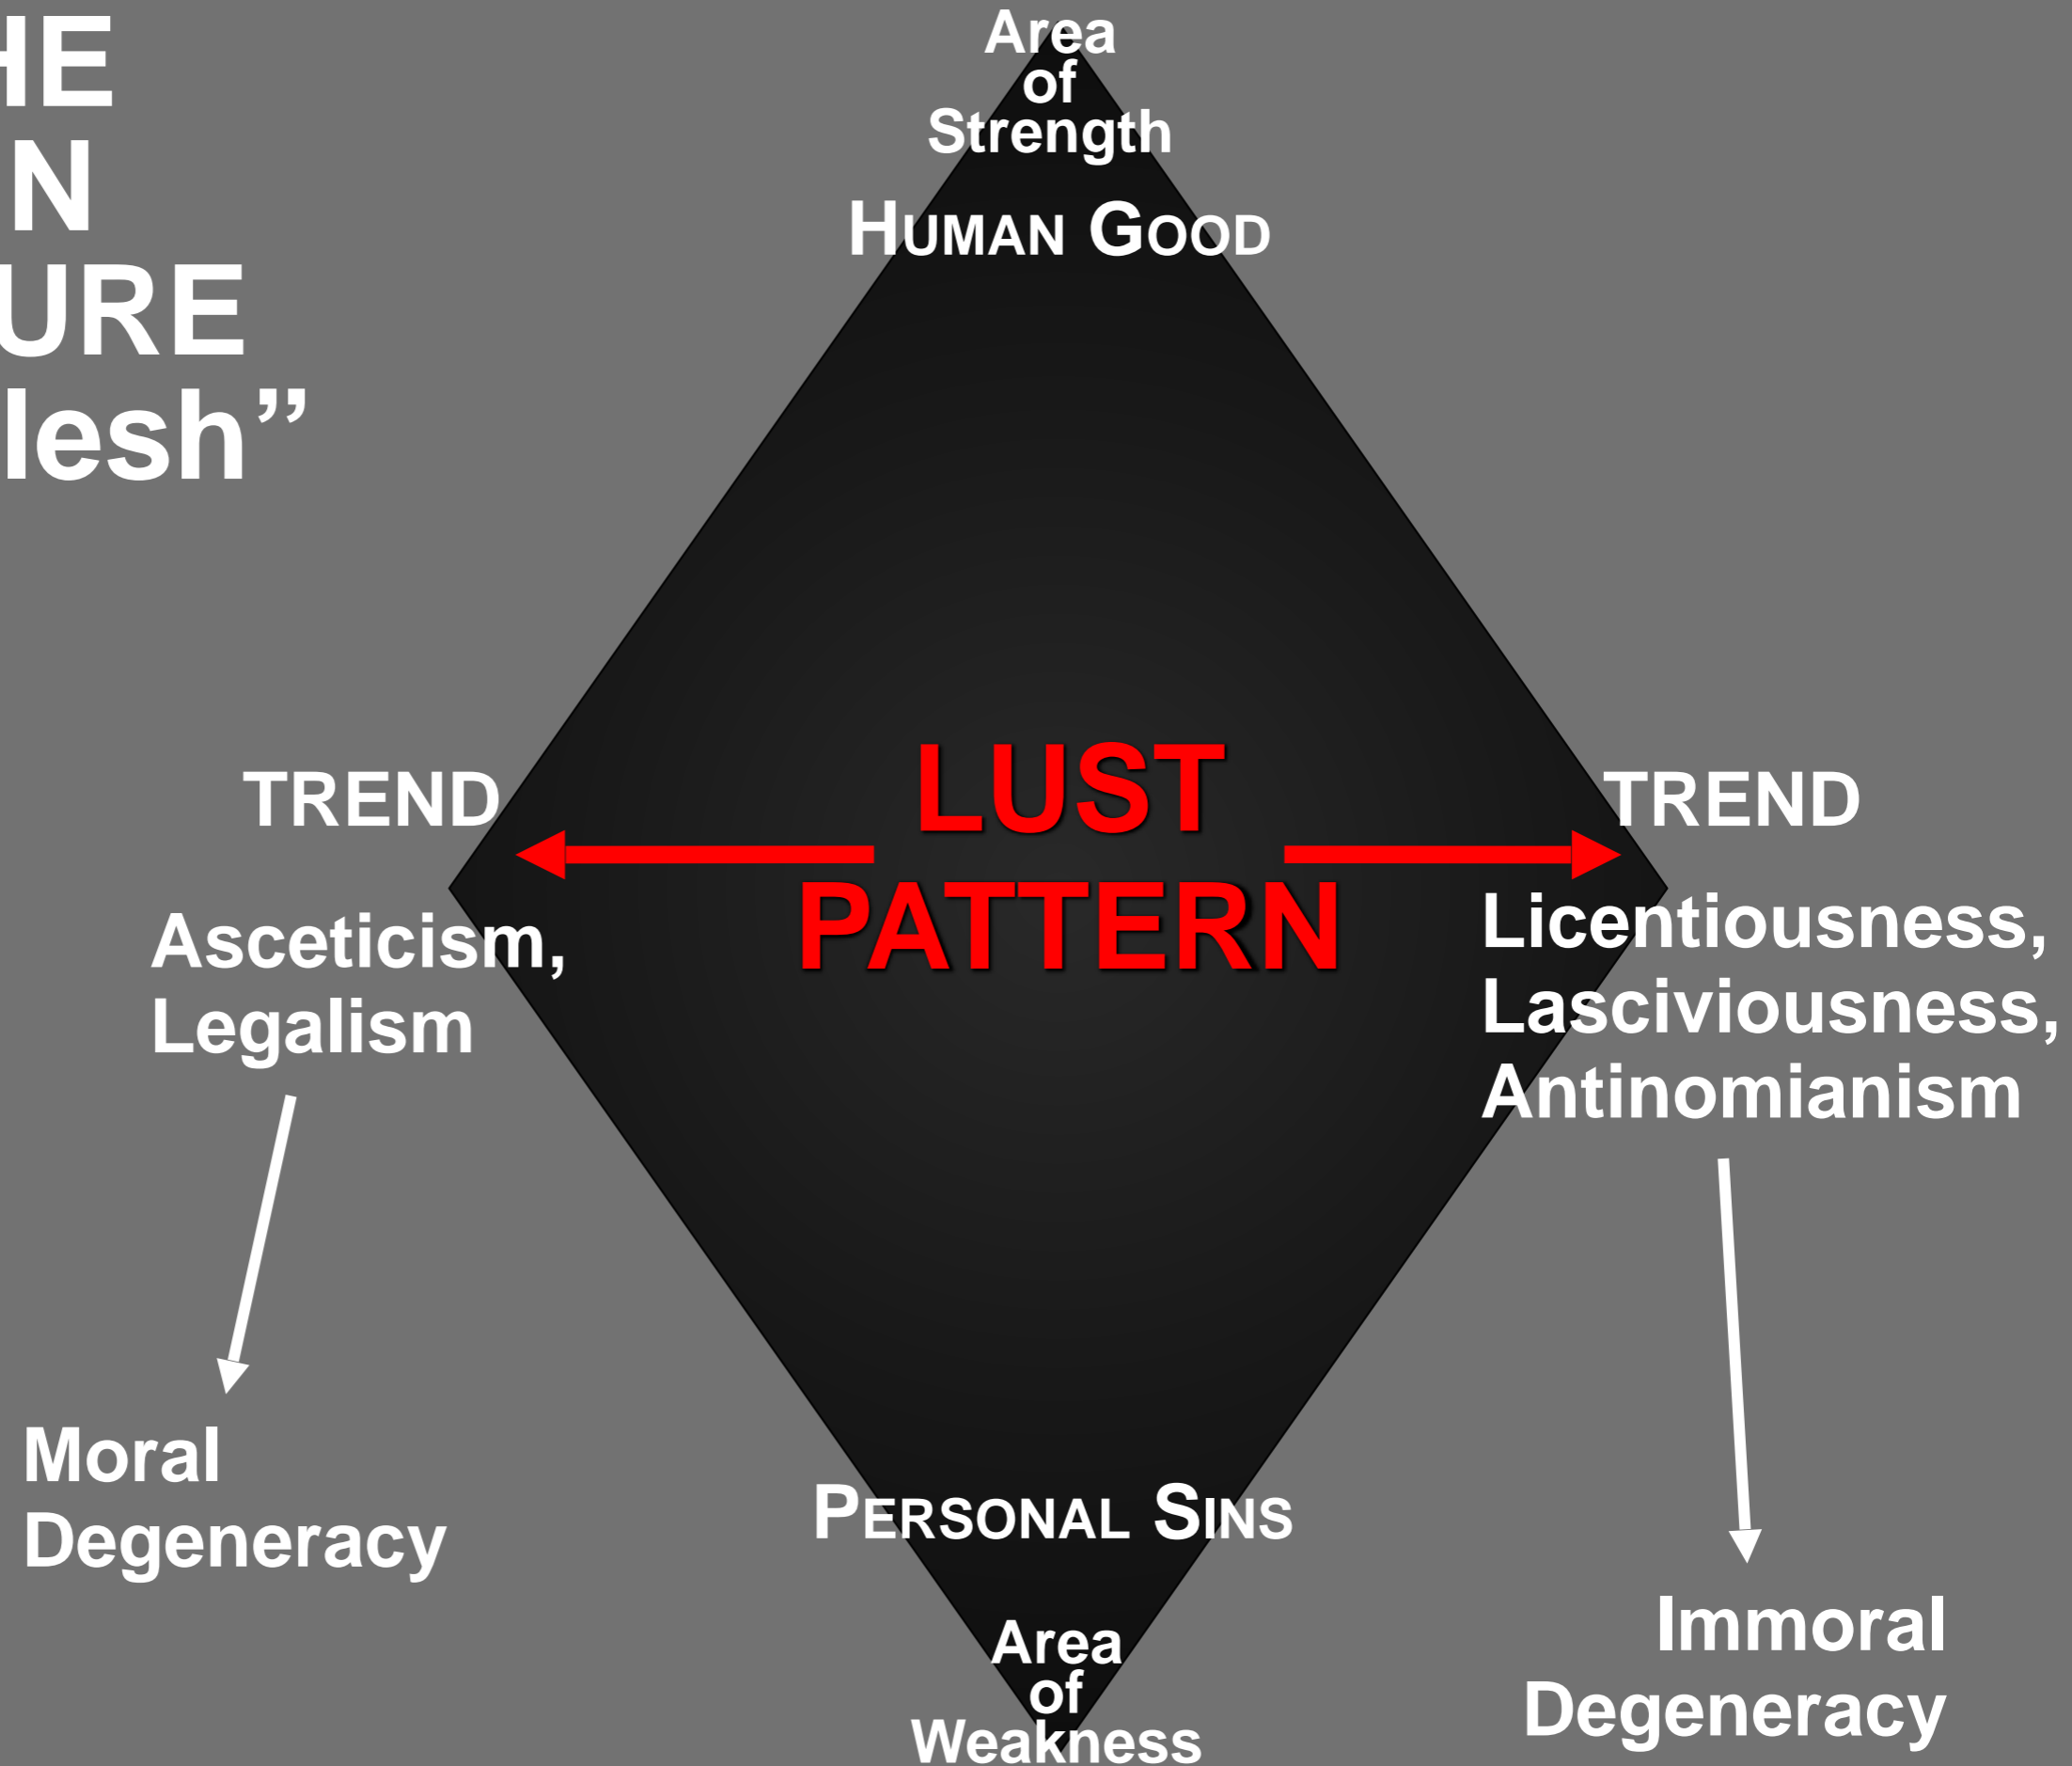 HE
N
URE
lesh”
Area
of
Strength
HUMAN GOOD
LUST
PATTERN
TREND
Asceticism,
Legalism
TREND
Licentiousness,
Lasciviousness,
Antinomianism
Moral
Degeneracy
PERSONAL SINS
Area
of
Weakness
Immoral
Degeneracy